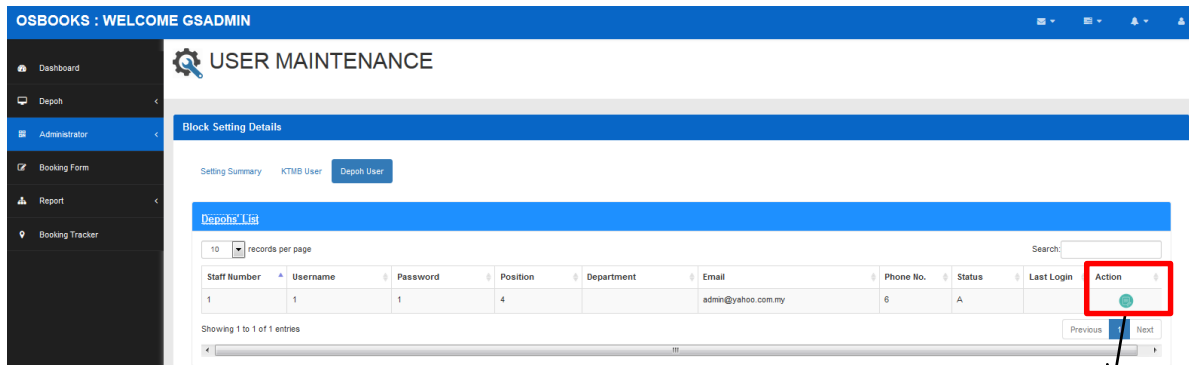 OSBOOKS : WELCOME GSADMIN
USER MAINTENANCE
Dashboard
Depoh
Administrator
Booking Form
Report
Booking Tracker
Block Setting Details
Setting Summary KTMB User Depoh User
Depohs' List
10 records per page Search:
Staff Number Username Password Position Department Email Phone No. Status Last Login Action
1 1 1 4 admin@yahoo.com.my 6 A
Showing 1 to 1 of 1 entries Previous 1 Next